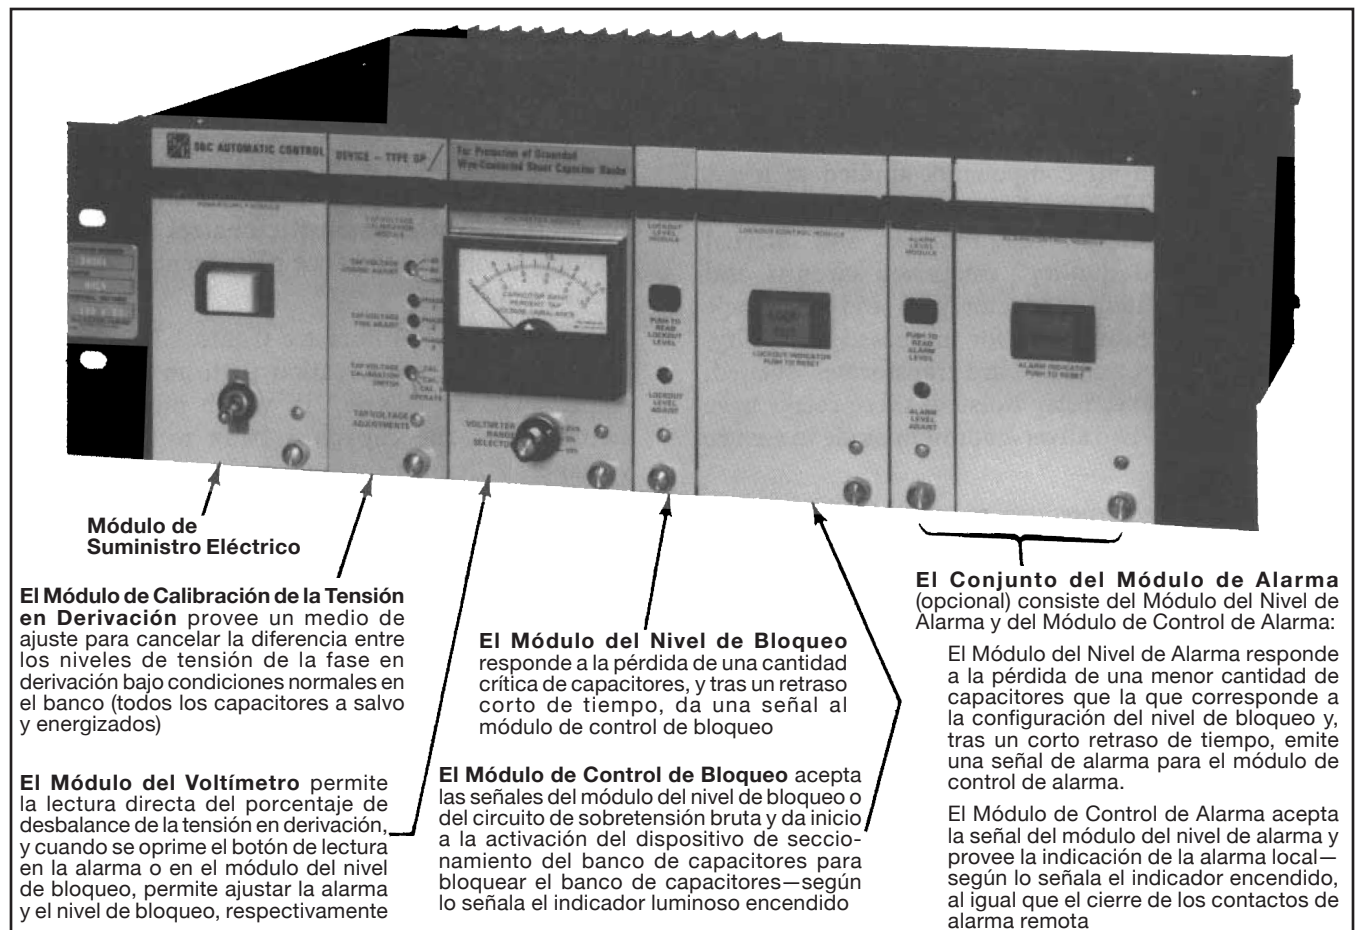 S&C AUTOMATIC CONTROL
DEVICE - TYPE GP/
For Protection of Grounded
Wye-Connected Shunt Capacitor Banks
POWER SUPPLY MODULE
TAP VOLTAGE
CALIBRATION
MODULE
VOLTMETER MODULE
LOCKOUT
LEVEL
MODULE
LOCKOUT CONTROL MODULE
ALARM
LEVEL
MODULE
ALARM CONTROL MODULE
TAP VOLTAGE
COARSE ADJUST
TAP VOLTAGE
FINE ADJUST
TAP VOLTAGE
CALIBRATION
SWITCH
CAL.
OPERATE
TAP VOLTAGE
ADJUSTMENTS
CAPACITOR BANK
PERCENT TAP
VOLTAGE UNBALANCE
VOLTMETER
RANGE
SELECTOR
PUSH TO
READ
LOCKOUT
LEVEL
LOCKOUT
LEVEL
ADJUST
LOCK-
OUT
LOCKOUT INDICATOR
PUSH TO RESET
PUSH TO
READ
ALARM
LEVEL
ALARM
LEVEL
ADJUST
ALARM INDICATOR
PUSH TO RESET
Módulo de
Suministro Eléctrico
El Módulo de Calibración de la Tensión
en Derivación provee un medio de
ajuste para cancelar la diferencia entre
los niveles de tensión de la fase en
derivación bajo condiciones normales en
el banco (todos los capacitores a salvo
y energizados)
El Módulo del Voltímetro permite
la lectura directa del porcentaje de
desbalance de la tensión en derivación,
y cuando se oprime el botón de lectura
en la alarma o en el módulo del nivel
de bloqueo, permite ajustar la alarma
y el nivel de bloqueo, respectivamente
El Módulo del Nivel de Bloqueo
responde a la pérdida de una cantidad
crítica de capacitores, y tras un retraso
corto de tiempo, da una señal al
módulo de control de bloqueo
El Módulo de Control de Bloqueo acepta
las señales del módulo del nivel de bloqueo o
del circuito de sobretensión bruta y da inicio
a la activación del dispositivo de seccio-
namiento del banco de capacitores para
bloquear el banco de capacitores—según
lo señala el indicador luminoso encendido
El Conjunto del Módulo de Alarma
(opcional) consiste del Módulo del Nivel de
Alarma y del Módulo de Control de Alarma:
El Módulo del Nivel de Alarma responde
a la pérdida de una menor cantidad de
capacitores que la que corresponde a
la configuración del nivel de bloqueo y,
tras un corto retraso de tiempo, emite
una señal de alarma para el módulo de
control de alarma.
El Módulo de Control de Alarma acepta
la señal del módulo del nivel de alarma y
provee la indicación de la alarma local—
según lo señala el indicador encendido,
al igual que el cierre de los contactos de
alarma remota